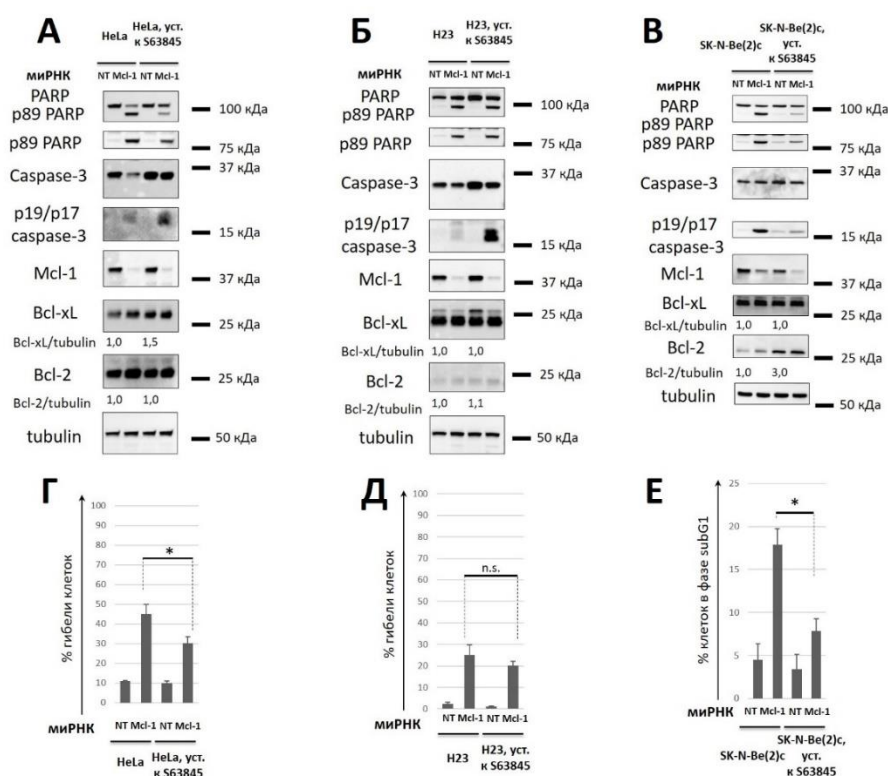 А
HeLa
HeLa, уст.
к S63845
миРНК
NT Mcl-1 NT Mcl-1
PARP
p89 PARP
100 кДа
p89 PARP
75 кДа
Caspase-3
37 кДа
p19/p17
caspase-3
15 кДа
Mcl-1
37 кДа
Bcl-xL
25 кДа
Bcl-xL/tubulin 1,0 1,5
Bcl-2
25 кДа
Bcl-2/tubulin 1,0 1,0
tubulin
50 кДа
Б
H23
H23, уст.
к S63845
миРНК
NT Mcl-1 NT Mcl-1
PARP
p89 PARP
100 кДа
p89 PARP
75 кДа
Caspase-3
37 кДа
p19/p17
caspase-3
15 кДа
Mcl-1
37 кДа
Bcl-xL
25 кДа
Bcl-xL/tubulin 1,0 1,0
Bcl-2
25 кДа
Bcl-2/tubulin 1,0 1,1
tubulin
50 кДа
В
SK-N-Be(2)c
SK-N-Be(2)c,
уст.
к S63845
миРНК
NT Mcl-1 NT Mcl-1
PARP
p89 PARP
100 кДа
p89 PARP
75 кДа
Caspase-3
37 кДа
p19/p17
caspase-3
15 кДа
Mcl-1
37 кДа
Bcl-xL
25 кДа
Bcl-xL/tubulin 1,0 1,0
Bcl-2
25 кДа
Bcl-2/tubulin 1,0 3,0
tubulin
50 кДа
Г
% гибели клеток
100
90
80
70
60
50
40
30
20
10
*
миРНК
NT Mcl-1 NT Mcl-1
HeLa
HeLa, уст.
к S63845
Д
% гибели клеток
100
90
80
70
60
50
40
30
20
10
0
n.s.
миРНК
NT Mcl-1 NT Mcl-1
H23
H23, уст.
к S63845
Е
% клеток в фазе subG1
25
20
15
10
5
0
*
миРНК
NT Mcl-1 NT Mcl-1
SK-N-Be(2)c
SK-N-Be(2)c,
уст.
к S63845